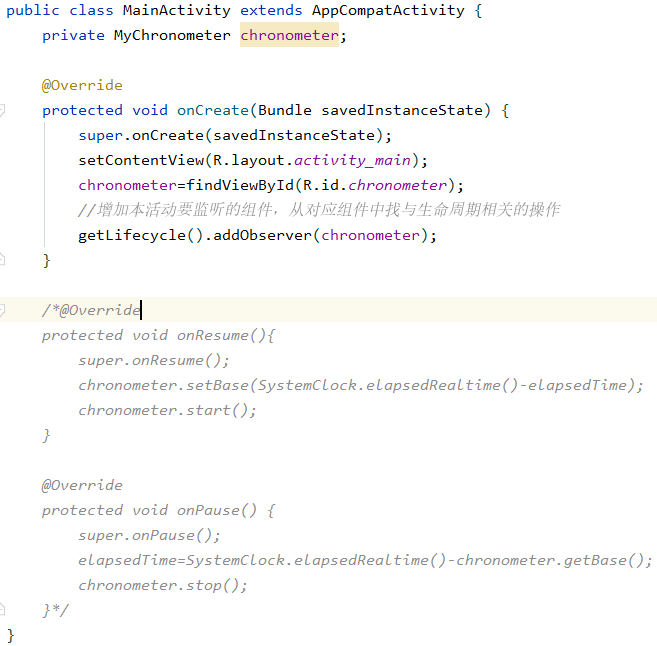 public class MainActivity extends AppCompatActivity {
    private MyChronometer chronometer;
    @Override
    protected void onCreate(Bundle savedInstanceState) {
        super.onCreate(savedInstanceState);
        setContentView(R.layout.activity_main);
        chronometer=findViewById(R.id.chronometer);
        //增加本活动要监听的组件，从对应组件中找与生命周期相关的操作
        getLifecycle().addObserver(chronometer);
    }
    /*@Override
    protected void onResume(){
        super.onResume();
        chronometer.setBase(SystemClock.elapsedRealtime()-elapsedTime);
        chronometer.start();
    }
    @Override
    protected void onPause() {
        super.onPause();
        elapsedTime=SystemClock.elapsedRealtime()-chronometer.getBase();
        chronometer.stop();
    }*/
}